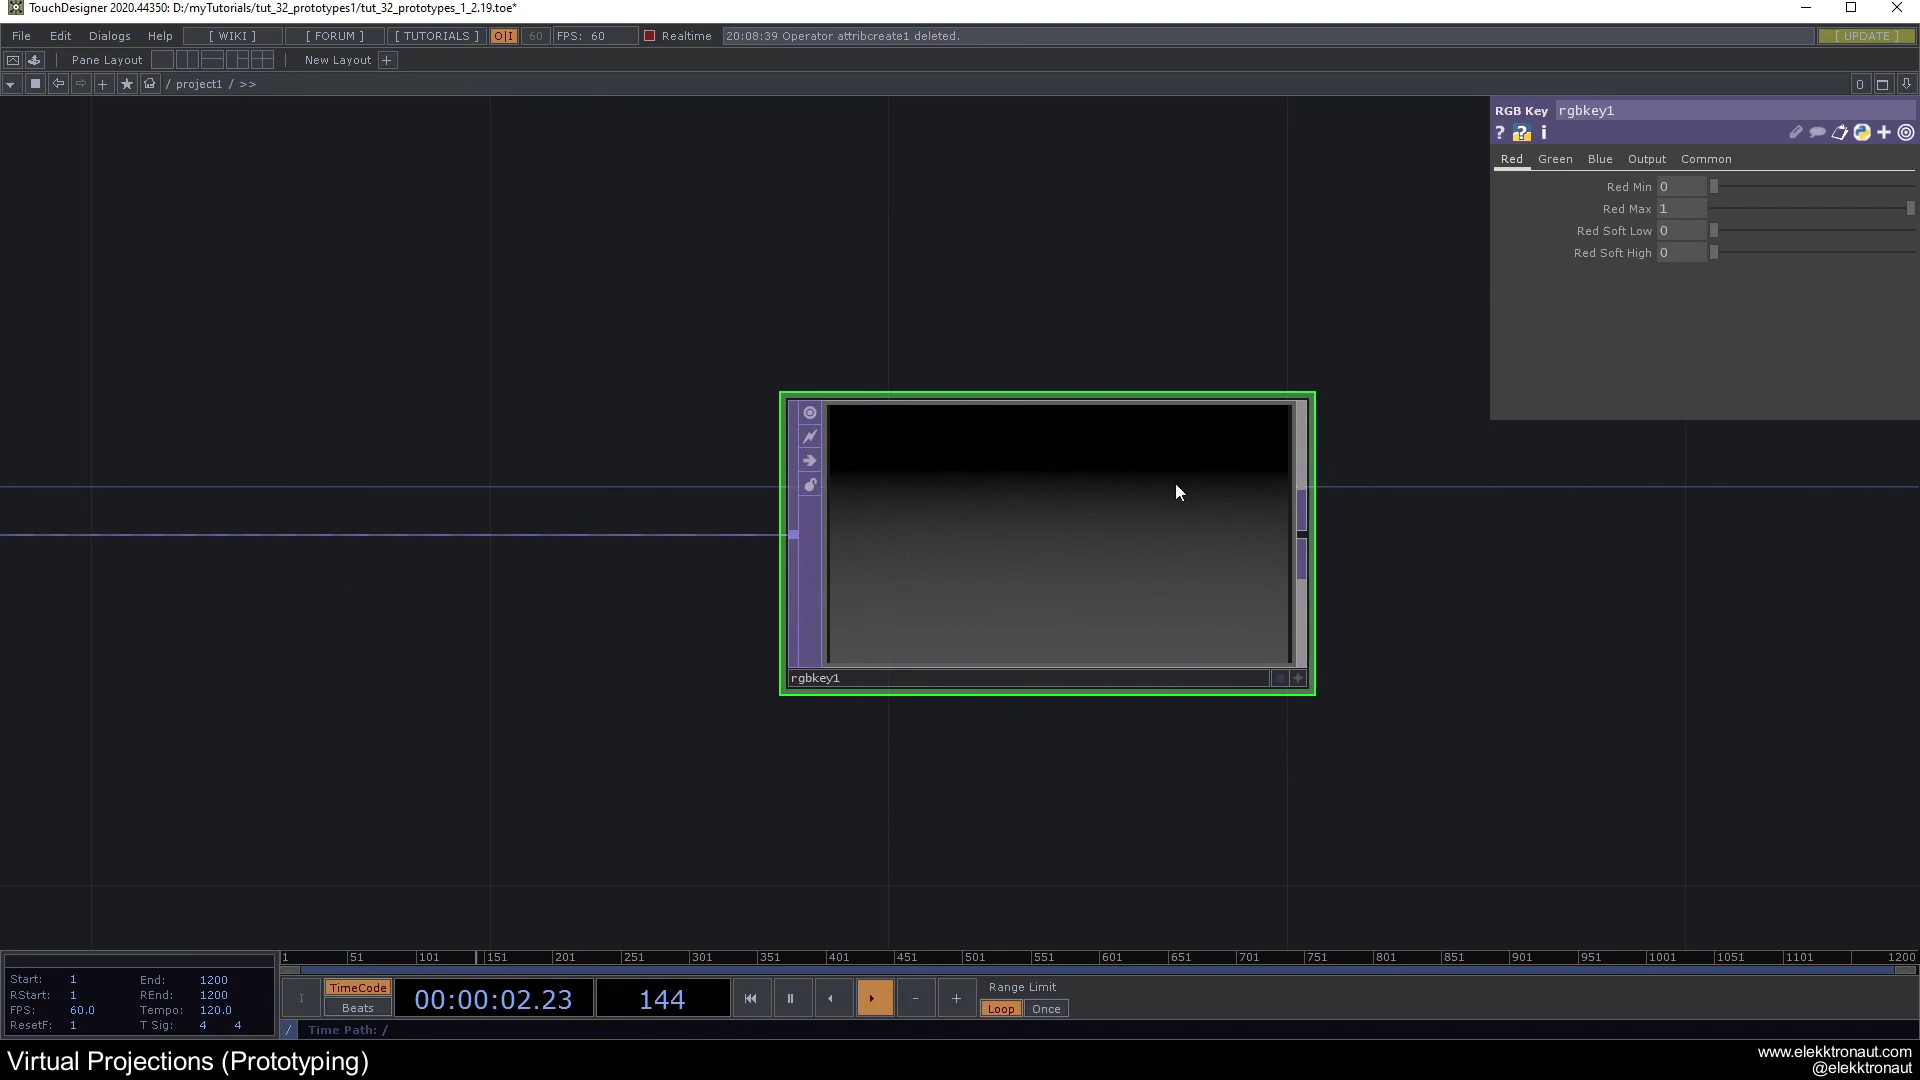 TouchDesigner 2020.44350: D:/myTutorials/tut_32_prototypes1/tut_32_prototypes_1_2.19.toe*
File Edit Dialogs Help [ WIKI ] [ FORUM ] [ TUTORIALS ] O|I 60 FPS: 60 Realtime 20:08:39 Operator attribcreate1 deleted. [ UPDATE ]
Pane Layout New Layout +
/ project1 / >> 0
RGB Key rgbkey1
? ? i
Red Green Blue Output Common
Red Min 0
Red Max 1
Red Soft Low 0
Red Soft High 0
rgbkey1
1 51 101 151 201 251 301 351 401 451 501 551 601 651 701 751 801 851 901 951 1001 1051 1101 1200
Start: 1 End: 1200
RStart: 1 REnd: 1200
FPS: 60.0 Tempo: 120.0
ResetF: 1 T Sig: 4 4
I TimeCode Beats 00:00:02.23 144 - + Range Limit Loop Once
/ Time Path: /
Virtual Projections (Prototyping)
www.elekktronaut.com
@elekktronaut